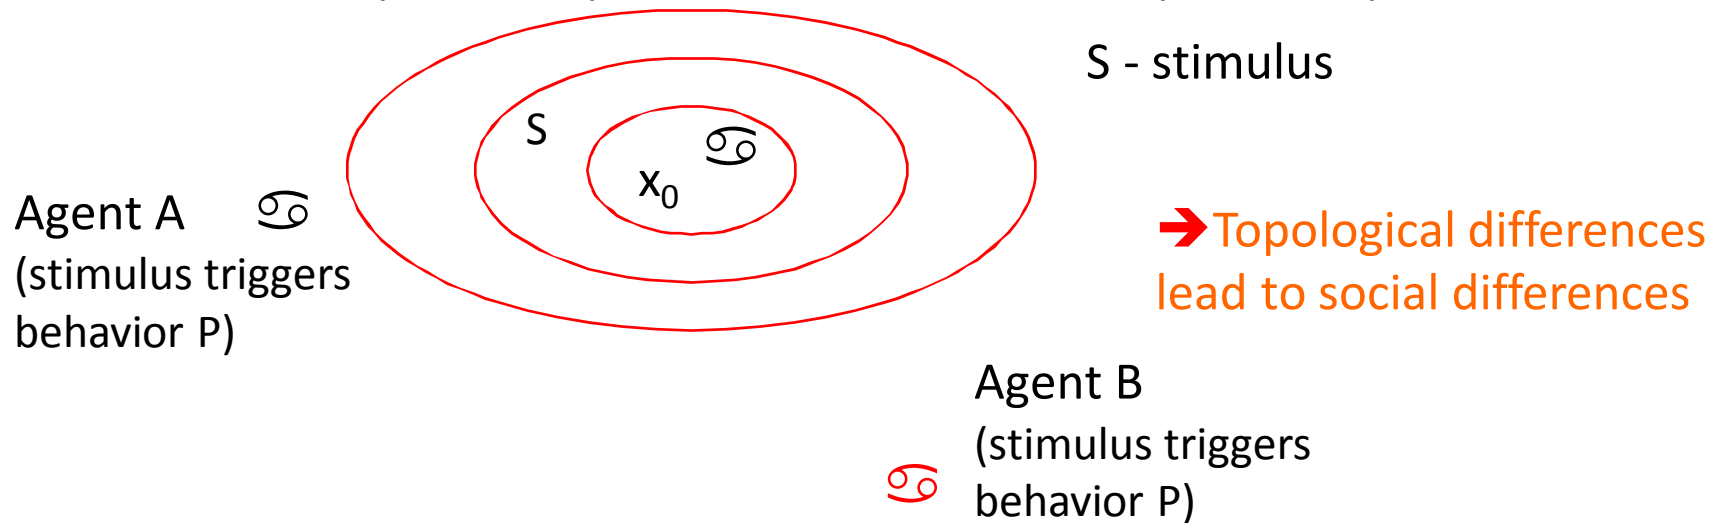 S - stimulus
S
x₀
Agent A
(stimulus triggers
behavior P)
➔Topological differences
lead to social differences
Agent B
(stimulus triggers
behavior P)